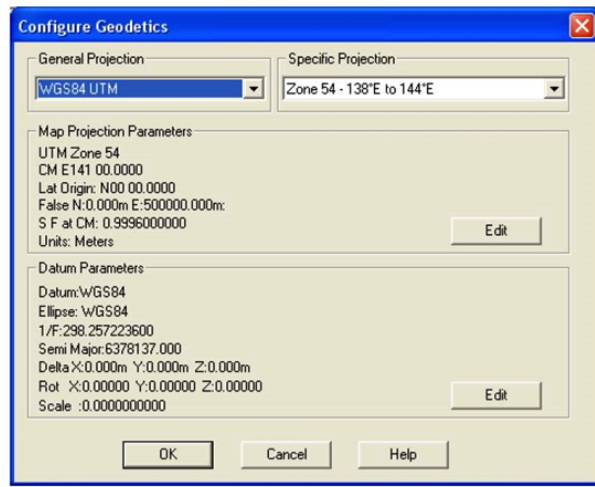 Configure Geodetics
General Projection
WGS84 UTM
Specific Projection
Zone 54 - 138°E to 144°E
Map Projection Parameters
UTM Zone 54
CM E141 00.0000
Lat Origin: N00 00.0000
False N:0.000m E:500000.000m:
S F at CM: 0.9996000000
Units: Meters
Edit
Datum Parameters
Datum:WGS84
Ellipse: WGS84
1/F:298.257223600
Semi Major:6378137.000
Delta X:0.000m Y:0.000m Z:0.000m
Rot X:0.00000 Y:0.00000 Z:0.00000
Scale :0.0000000000
Edit
OK Cancel Help